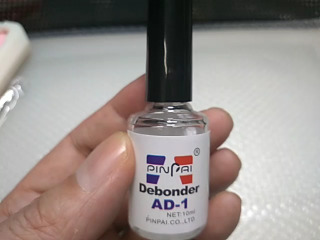 ®
PINPAI
Debonder
AD-1
NET:10ml
PINPAI.CO.,LTD